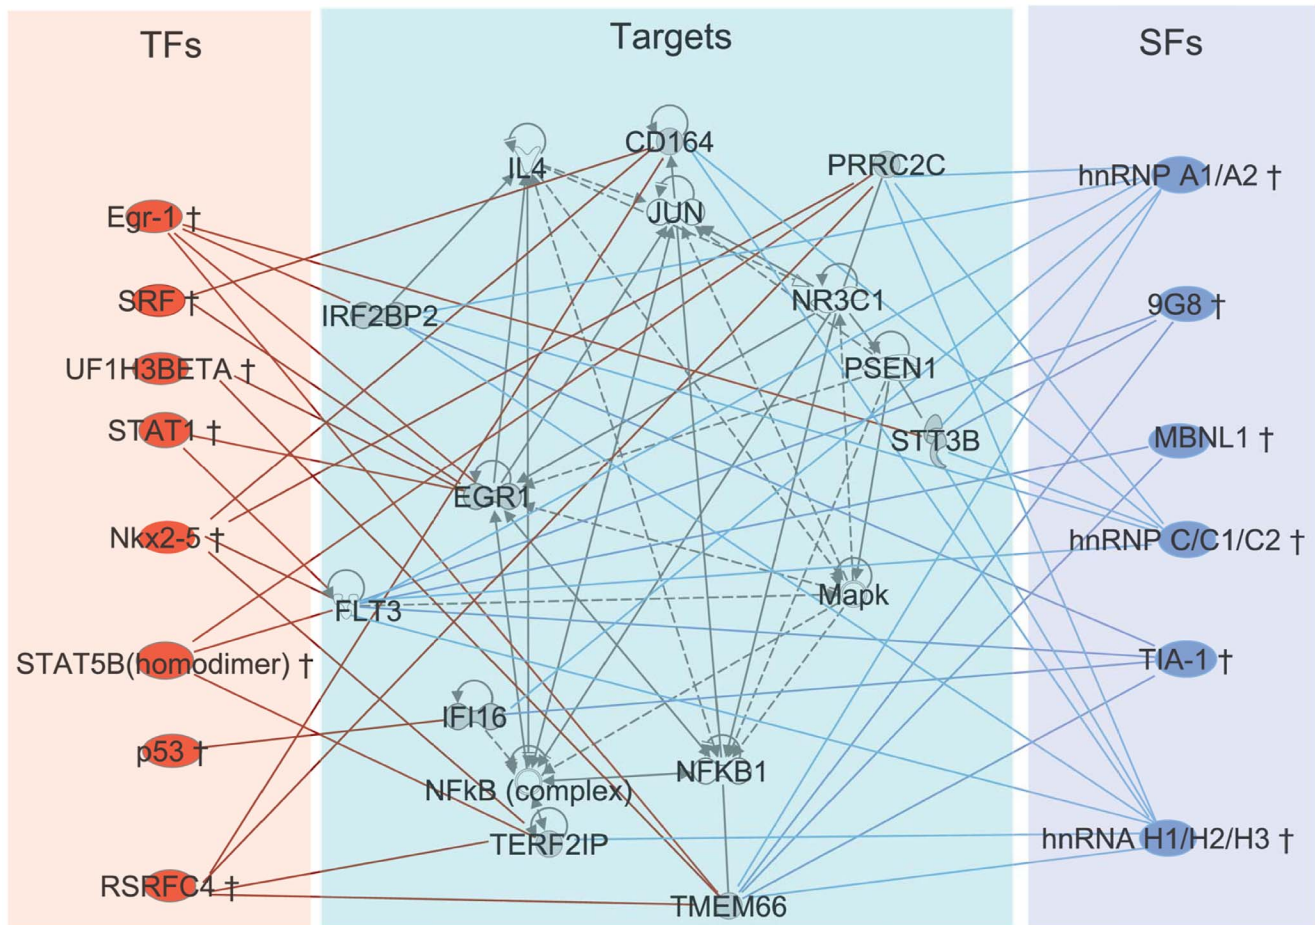 TFs
Targets
SFs
Egr-1 †
SRF †
UF1H3BETA †
STAT1 †
Nkx2-5 †
STAT5B(homodimer) †
p53 †
RSRFC4 †
IL4
CD164
PRRC2C
JUN
IRF2BP2
NR3C1
PSEN1
STT3B
EGR1
FLT3
Mapk
IFI16
NFkB (complex)
NFKB1
TERF2IP
TMEM66
hnRNP A1/A2 †
9G8 †
MBNL1 †
hnRNP C/C1/C2 †
TIA-1 †
hnRNA H1/H2/H3 †